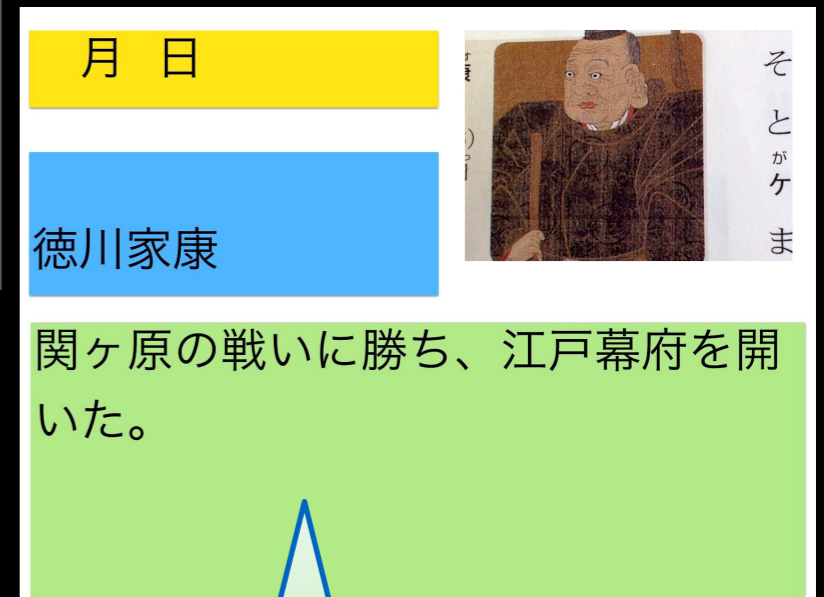 月 日
徳川家康
関ヶ原の戦いに勝ち、江戸幕府を開
いた。
そ
と
が
ケ
ま